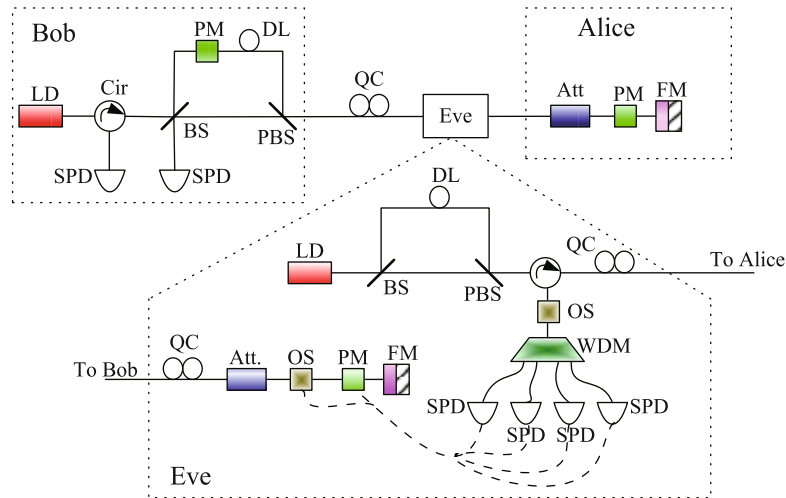 Bob
PM
DL
LD
Cir
BS
PBS
SPD
SPD
QC
Eve
Alice
Att
PM
FM
DL
LD
BS
PBS
QC
To Alice
OS
WDM
To Bob
QC
Att.
OS
PM
FM
SPD
SPD
SPD
SPD
Eve